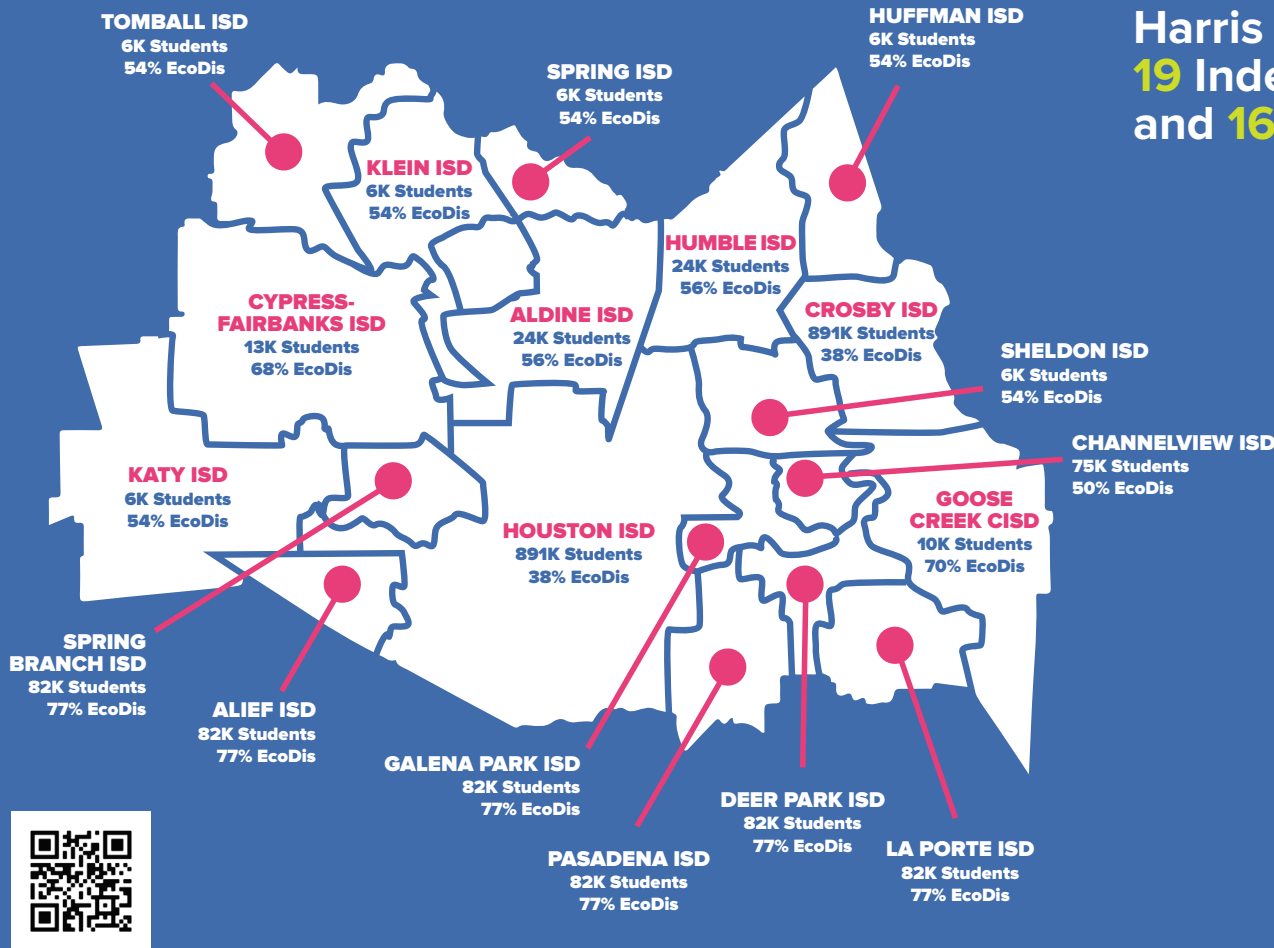 TOMBALL ISD
6K Students
54% EcoDis
HUFFMAN ISD
6K Students
54% EcoDis
Harris
19 Inde
and 16
SPRING ISD
6K Students
54% EcoDis
KLEIN ISD
6K Students
54% EcoDis
HUMBLE ISD
24K Students
56% EcoDis
CYPRESS-
FAIRBANKS ISD
13K Students
68% EcoDis
ALDINE ISD
24K Students
56% EcoDis
CROSBY ISD
891K Students
38% EcoDis
SHELDON ISD
6K Students
54% EcoDis
CHANNELVIEW ISD
75K Students
50% EcoDis
KATY ISD
6K Students
54% EcoDis
HOUSTON ISD
891K Students
38% EcoDis
GOOSE
CREEK CISD
10K Students
70% EcoDis
SPRING
BRANCH ISD
82K Students
77% EcoDis
ALIEF ISD
82K Students
77% EcoDis
GALENA PARK ISD
82K Students
77% EcoDis
DEER PARK ISD
82K Students
77% EcoDis
PASADENA ISD
82K Students
77% EcoDis
LA PORTE ISD
82K Students
77% EcoDis